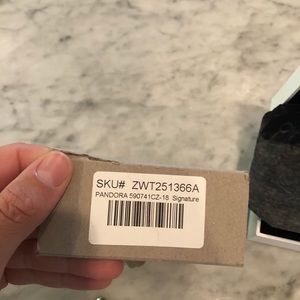 SKU# ZWT251366A
PANDORA 590741CZ-18 Signature